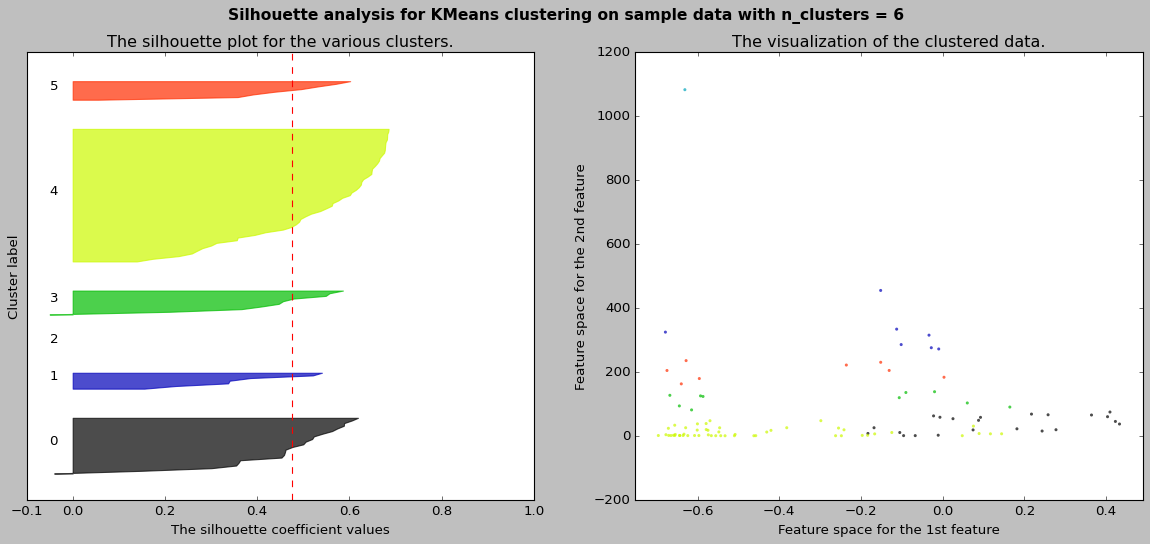 Silhouette analysis for KMeans clustering on sample data with n_clusters = 6
The silhouette plot for the various clusters.
5
4
3
2
1
0
Cluster label
−0.1 0.0 0.2 0.4 0.6 0.8 1.0
The silhouette coefficient values
The visualization of the clustered data.
1200
1000
800
600
400
200
0
−200
Feature space for the 2nd feature
−0.6 −0.4 −0.2 0.0 0.2 0.4
Feature space for the 1st feature